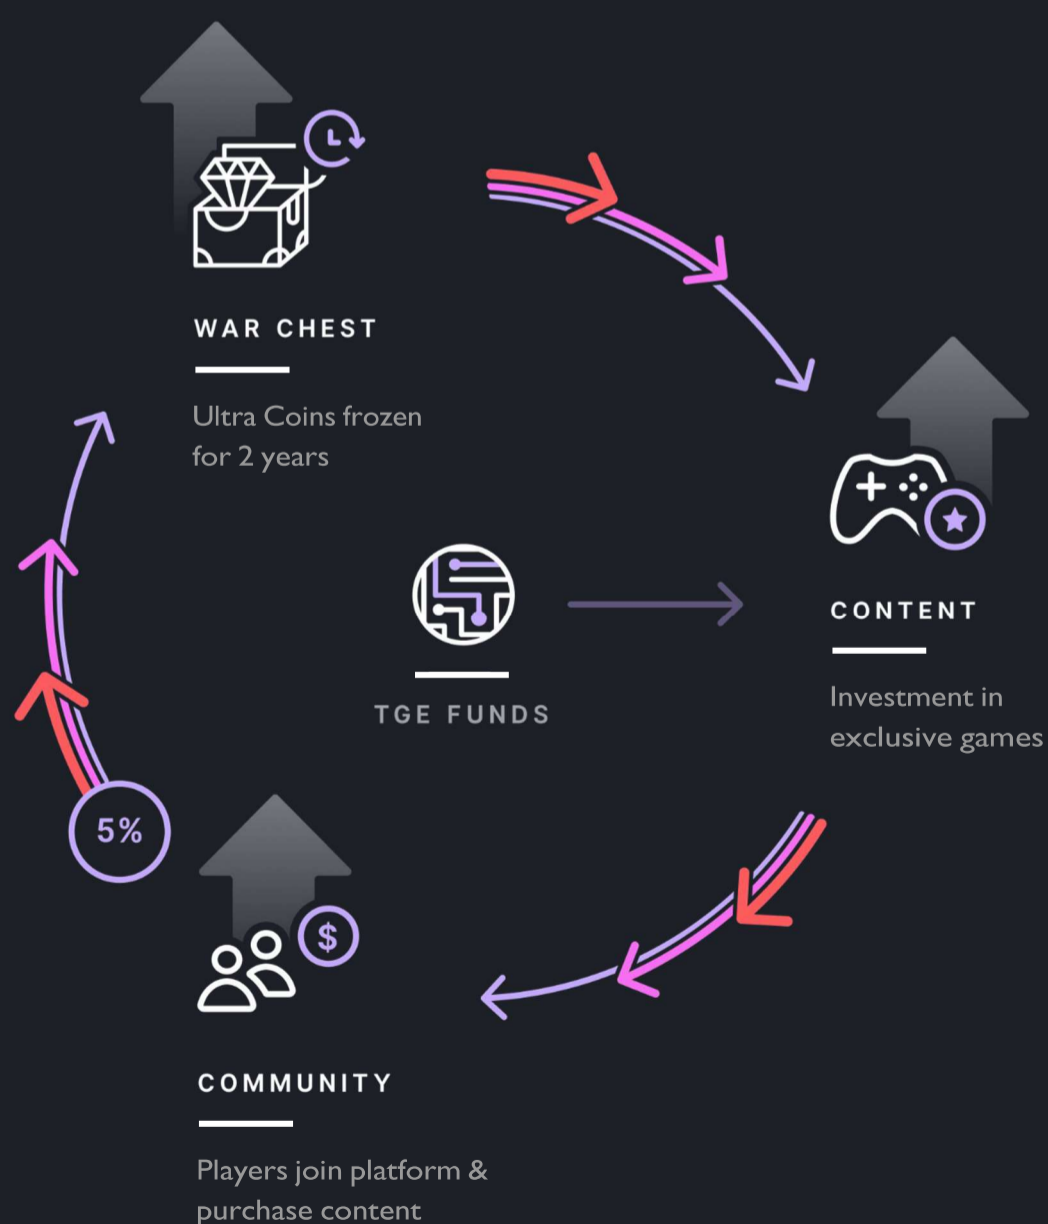 WAR CHEST
Ultra Coins frozen
for 2 years
CONTENT
Investment in
exclusive games
TGE FUNDS
5%
$
COMMUNITY
Players join platform &
purchase content